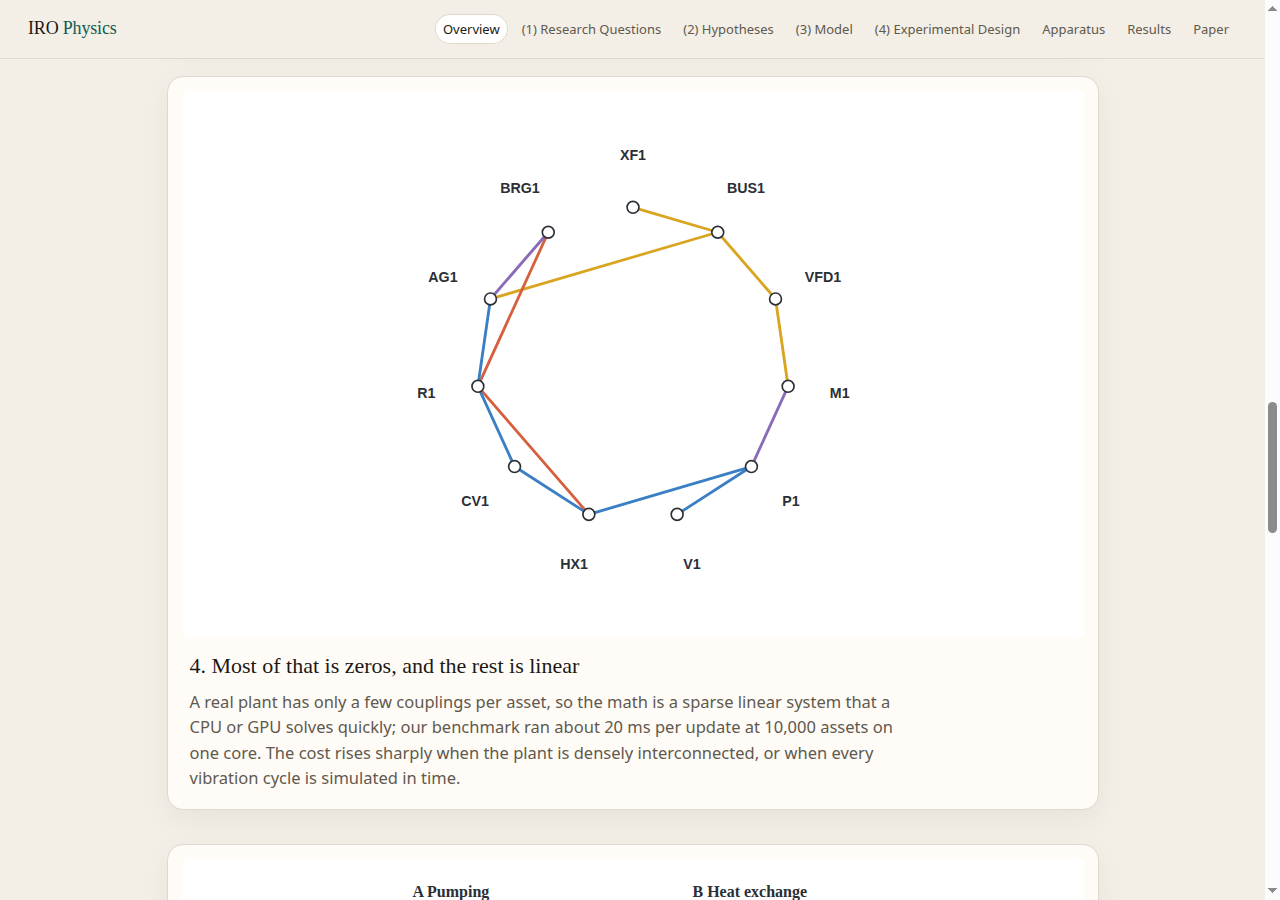 IRO Physics
Overview
(1) Research Questions
(2) Hypotheses
(3) Model
(4) Experimental Design
Apparatus
Results
Paper
XF1
BRG1
BUS1
AG1
VFD1
R1
M1
CV1
P1
HX1
V1
4. Most of that is zeros, and the rest is linear
A real plant has only a few couplings per asset, so the math is a sparse linear system that a
CPU or GPU solves quickly; our benchmark ran about 20 ms per update at 10,000 assets on
one core. The cost rises sharply when the plant is densely interconnected, or when every
vibration cycle is simulated in time.
A Pumping
B Heat exchange